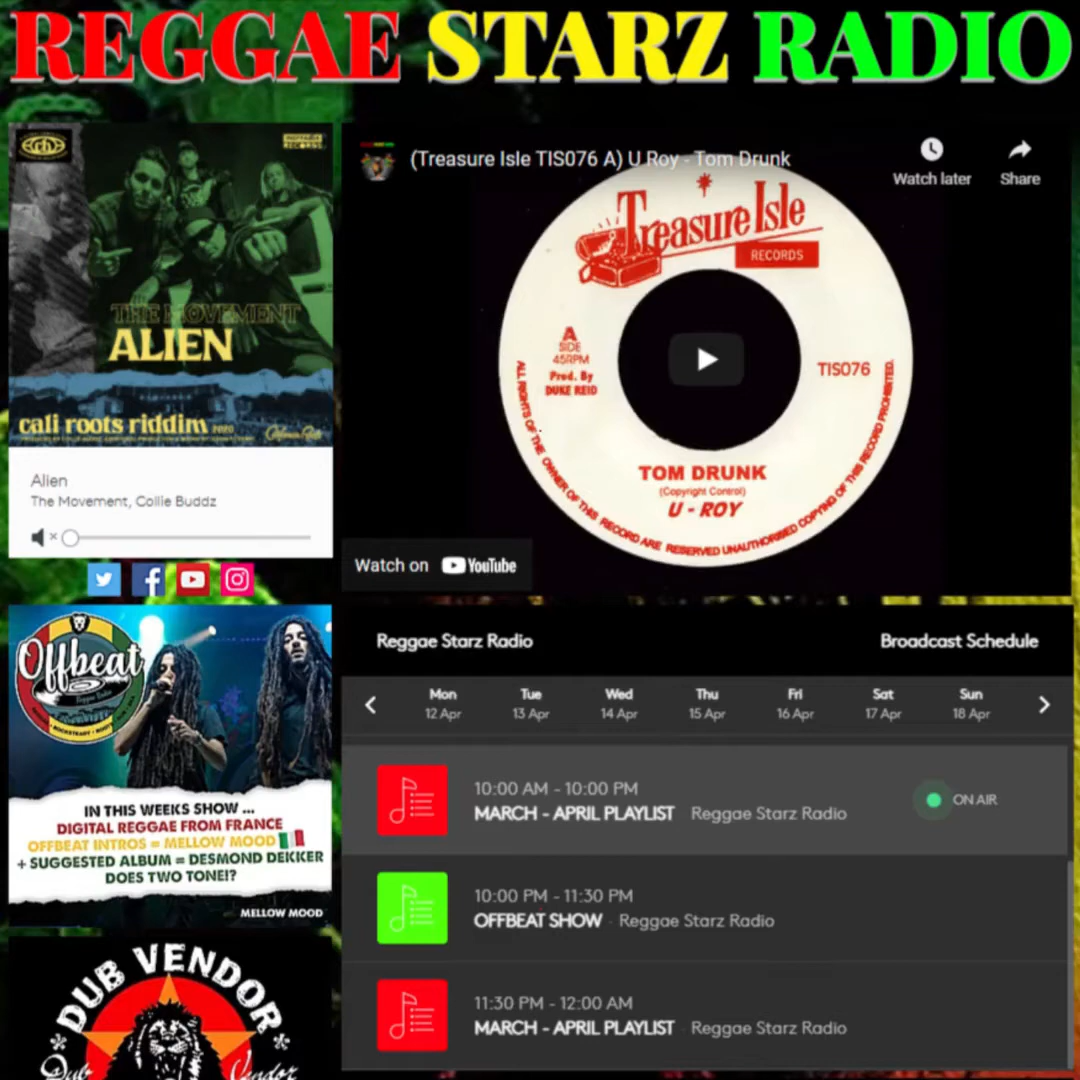 REGGAE STARZ RADIO
THE MOVEMENT
ALIEN
cali roots riddim 2020
Alien
The Movement, Collie Buddz
(Treasure Isle TIS076 A) U Roy - Tom Drunk
Watch later
Share
Treasure Isle
RECORDS
A
SIDE
45RPM
Prod. By
DUKE REID
TIS076
ALL RIGHTS OF THE OWNER OF THIS RECORD ARE RESERVED UNAUTHORISED COPYING OF THIS RECORD PROHIBITED.
TOM DRUNK
(Copyright Control)
U - ROY
Watch on YouTube
Offbeat
Reggae Radio
IN THIS WEEKS SHOW ...
DIGITAL REGGAE FROM FRANCE
OFFBEAT INTROS = MELLOW MOOD
+ SUGGESTED ALBUM = DESMOND DEKKER
DOES TWO TONE!?
MELLOW MOOD
DUB VENDOR
Dub Vendor
Reggae Starz Radio
Broadcast Schedule
Mon Tue Wed Thu Fri Sat Sun
12 Apr 13 Apr 14 Apr 15 Apr 16 Apr 17 Apr 18 Apr
10:00 AM - 10:00 PM
MARCH - APRIL PLAYLIST Reggae Starz Radio
ON AIR
10:00 PM - 11:30 PM
OFFBEAT SHOW · Reggae Starz Radio
11:30 PM - 12:00 AM
MARCH - APRIL PLAYLIST · Reggae Starz Radio